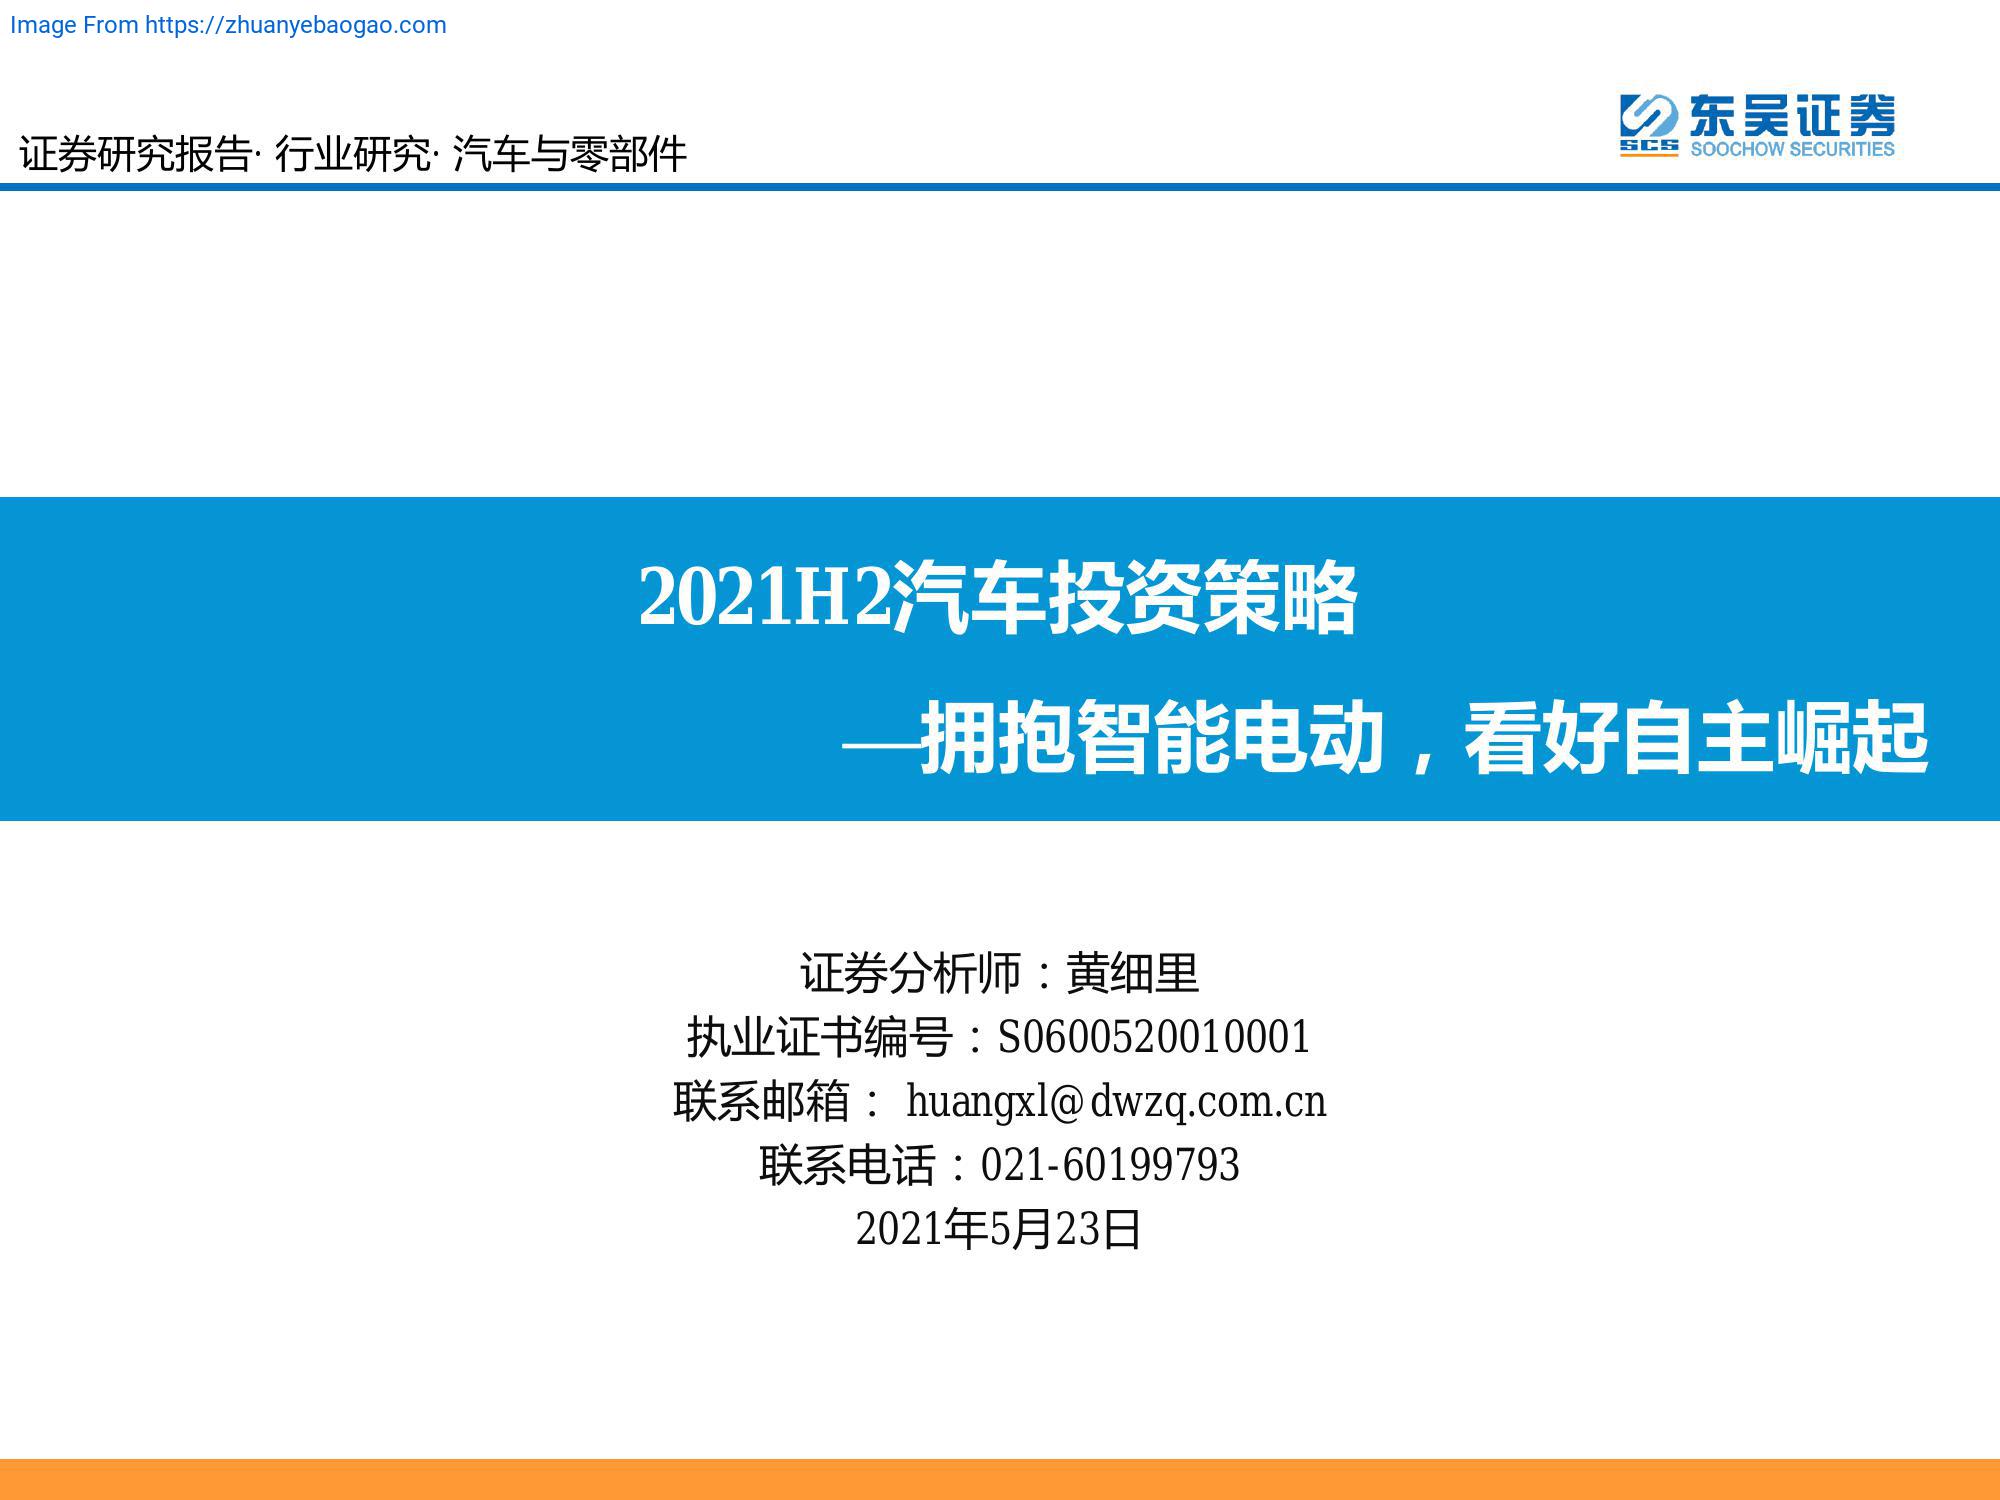 Image From https://zhuanyebaogao.com
东吴证券
SCS
SOOCHOW SECURITIES
证券研究报告· 行业研究· 汽车与零部件
2021H2汽车投资策略
—拥抱智能电动，看好自主崛起
证券分析师：黄细里
执业证书编号：S0600520010001
联系邮箱： huangxl@dwzq.com.cn
联系电话：021-60199793
2021年5月23日